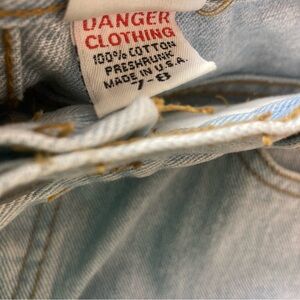 DANGER
CLOTHING
100% COTTON
PRESHRUNK
MADE IN U.S.A.
7-8